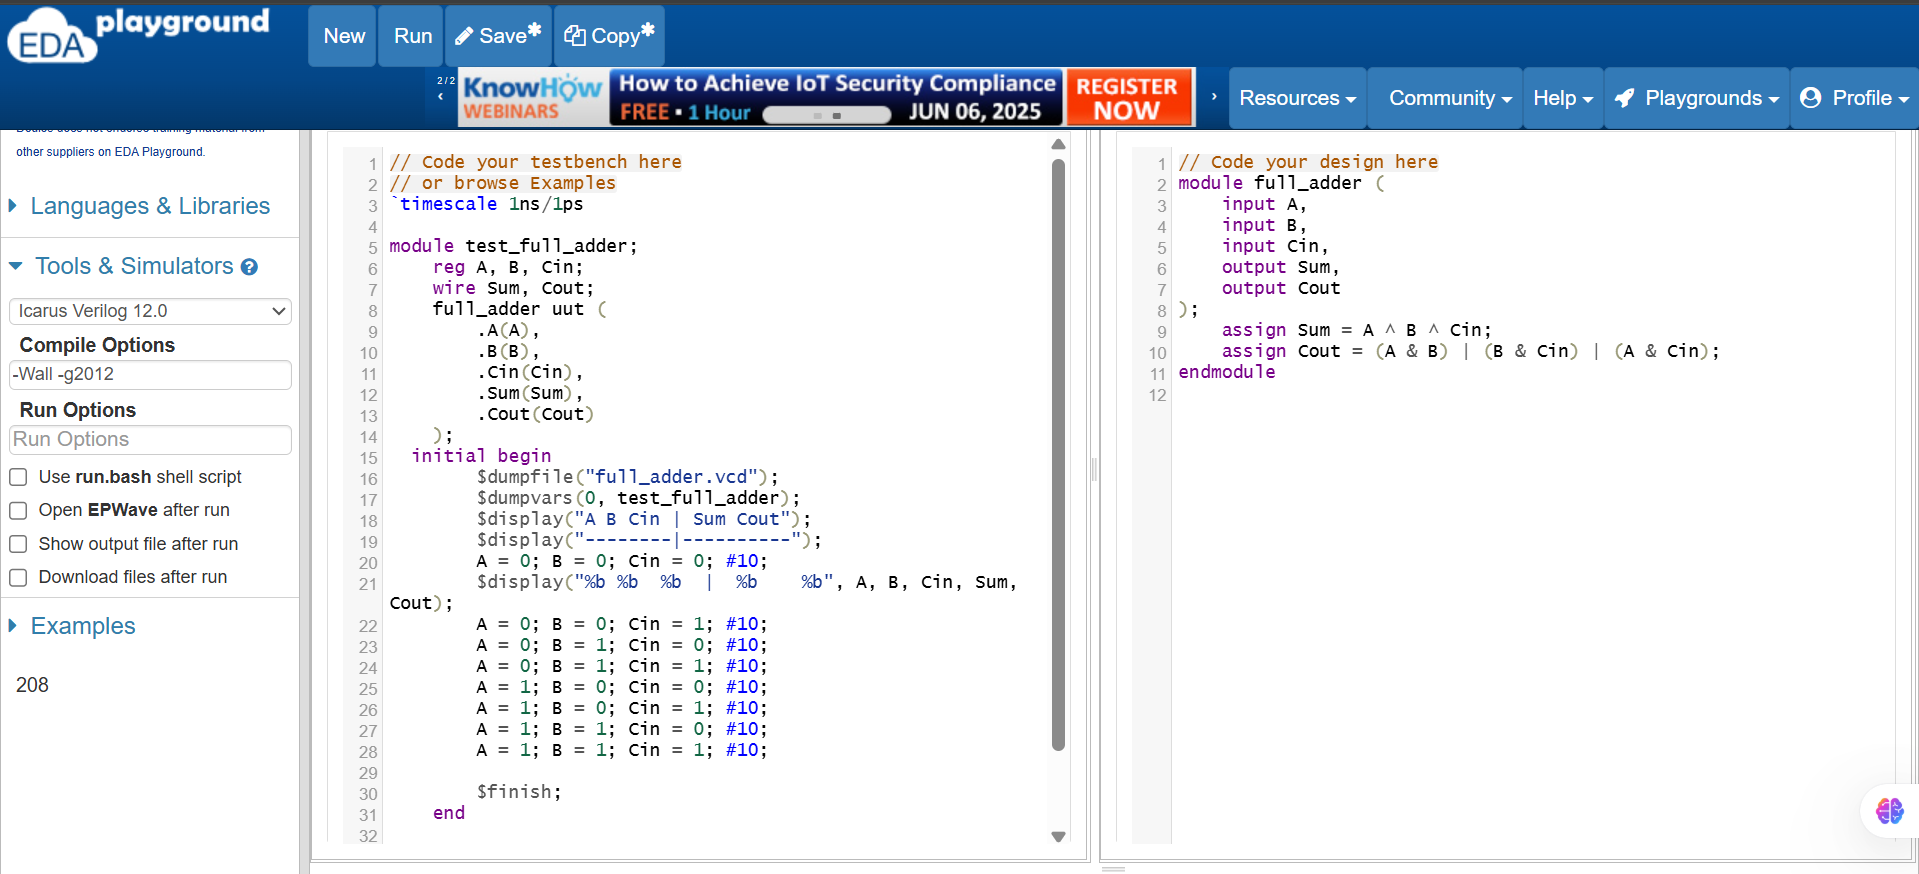 EDA playground
New
Run
Save*
Copy*
2/2
KnowHow
WEBINARS
How to Achieve IoT Security Compliance
FREE ▪ 1 Hour
JUN 06, 2025
REGISTER
NOW
Resources
Community
Help
Playgrounds
Profile
other suppliers on EDA Playground.
Languages & Libraries
Tools & Simulators
Icarus Verilog 12.0
Compile Options
-Wall -g2012
Run Options
Run Options
Use run.bash shell script
Open EPWave after run
Show output file after run
Download files after run
Examples
208
1 // Code your testbench here
2 // or browse Examples
3 `timescale 1ns/1ps
4
5 module test_full_adder;
6     reg A, B, Cin;
7     wire Sum, Cout;
8     full_adder uut (
9         .A(A),
10         .B(B),
11         .Cin(Cin),
12         .Sum(Sum),
13         .Cout(Cout)
14     );
15   initial begin
16         $dumpfile("full_adder.vcd");
17         $dumpvars(0, test_full_adder);
18         $display("A B Cin | Sum Cout");
19         $display("--------|----------");
20         A = 0; B = 0; Cin = 0; #10;
21         $display("%b %b  %b  |  %b    %b", A, B, Cin, Sum,
Cout);
22         A = 0; B = 0; Cin = 1; #10;
23         A = 0; B = 1; Cin = 0; #10;
24         A = 0; B = 1; Cin = 1; #10;
25         A = 1; B = 0; Cin = 0; #10;
26         A = 1; B = 0; Cin = 1; #10;
27         A = 1; B = 1; Cin = 0; #10;
28         A = 1; B = 1; Cin = 1; #10;
29
30         $finish;
31     end
32
1 // Code your design here
2 module full_adder (
3     input A,
4     input B,
5     input Cin,
6     output Sum,
7     output Cout
8 );
9     assign Sum = A ^ B ^ Cin;
10     assign Cout = (A & B) | (B & Cin) | (A & Cin);
11 endmodule
12